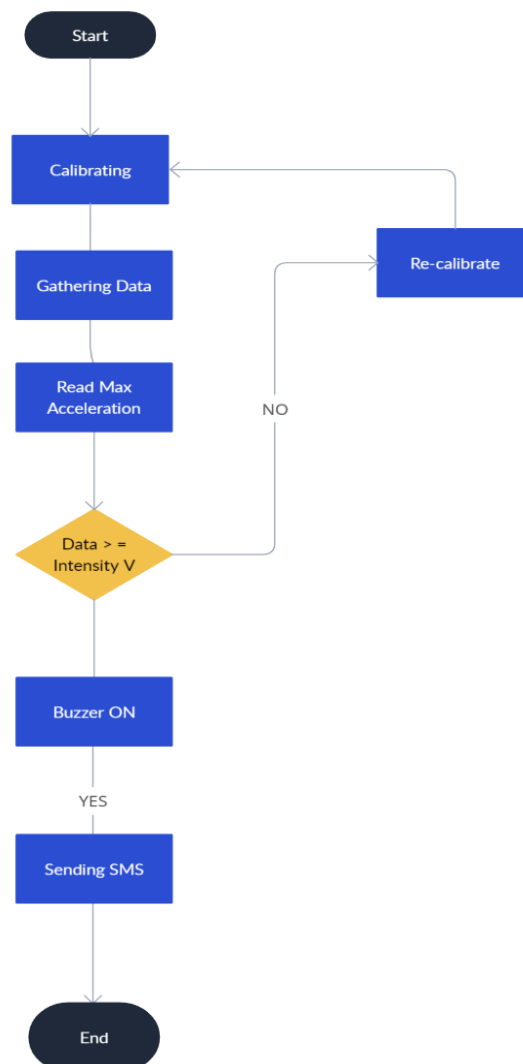 Start
Calibrating
Re-calibrate
Gathering Data
Read Max
Acceleration
NO
Data > =
Intensity V
Buzzer ON
YES
Sending SMS
End